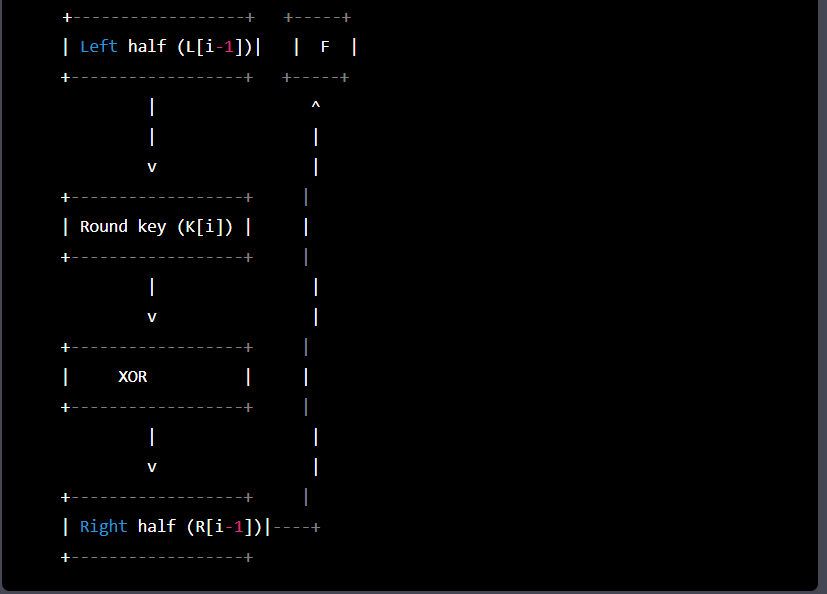 +------------------+   +-----+
| Left half (L[i-1])|   |  F  |
+------------------+   +-----+
         |                ^
         |                |
         v                |
+------------------+     |
| Round key (K[i]) |     |
+------------------+     |
         |                |
         v                |
+------------------+     |
|     XOR          |     |
+------------------+     |
         |                |
         v                |
+------------------+     |
| Right half (R[i-1])|----+
+------------------+